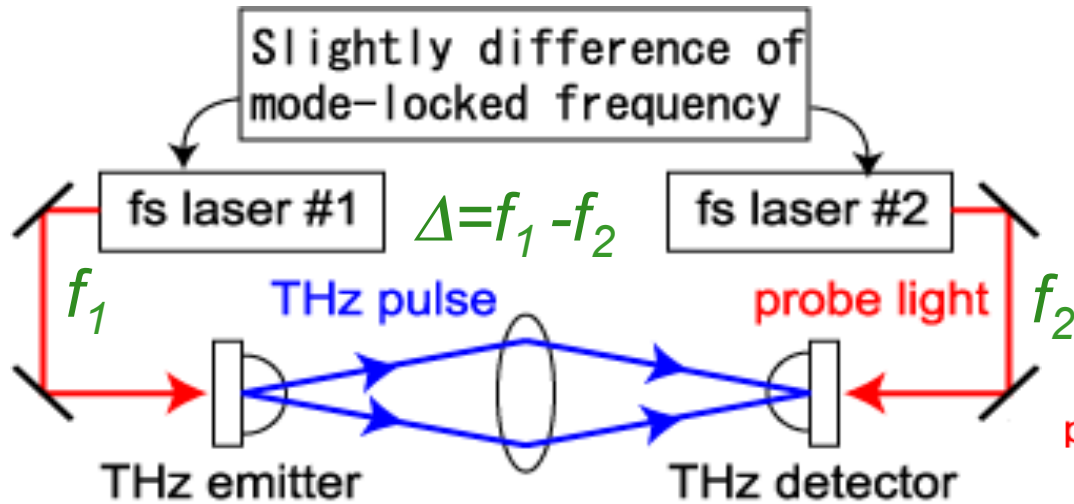 Slightly difference of
mode-locked frequency
fs laser #1
Δ=f₁ -f₂
fs laser #2
f₁
THz pulse
probe light
f₂
p
THz emitter
THz detector